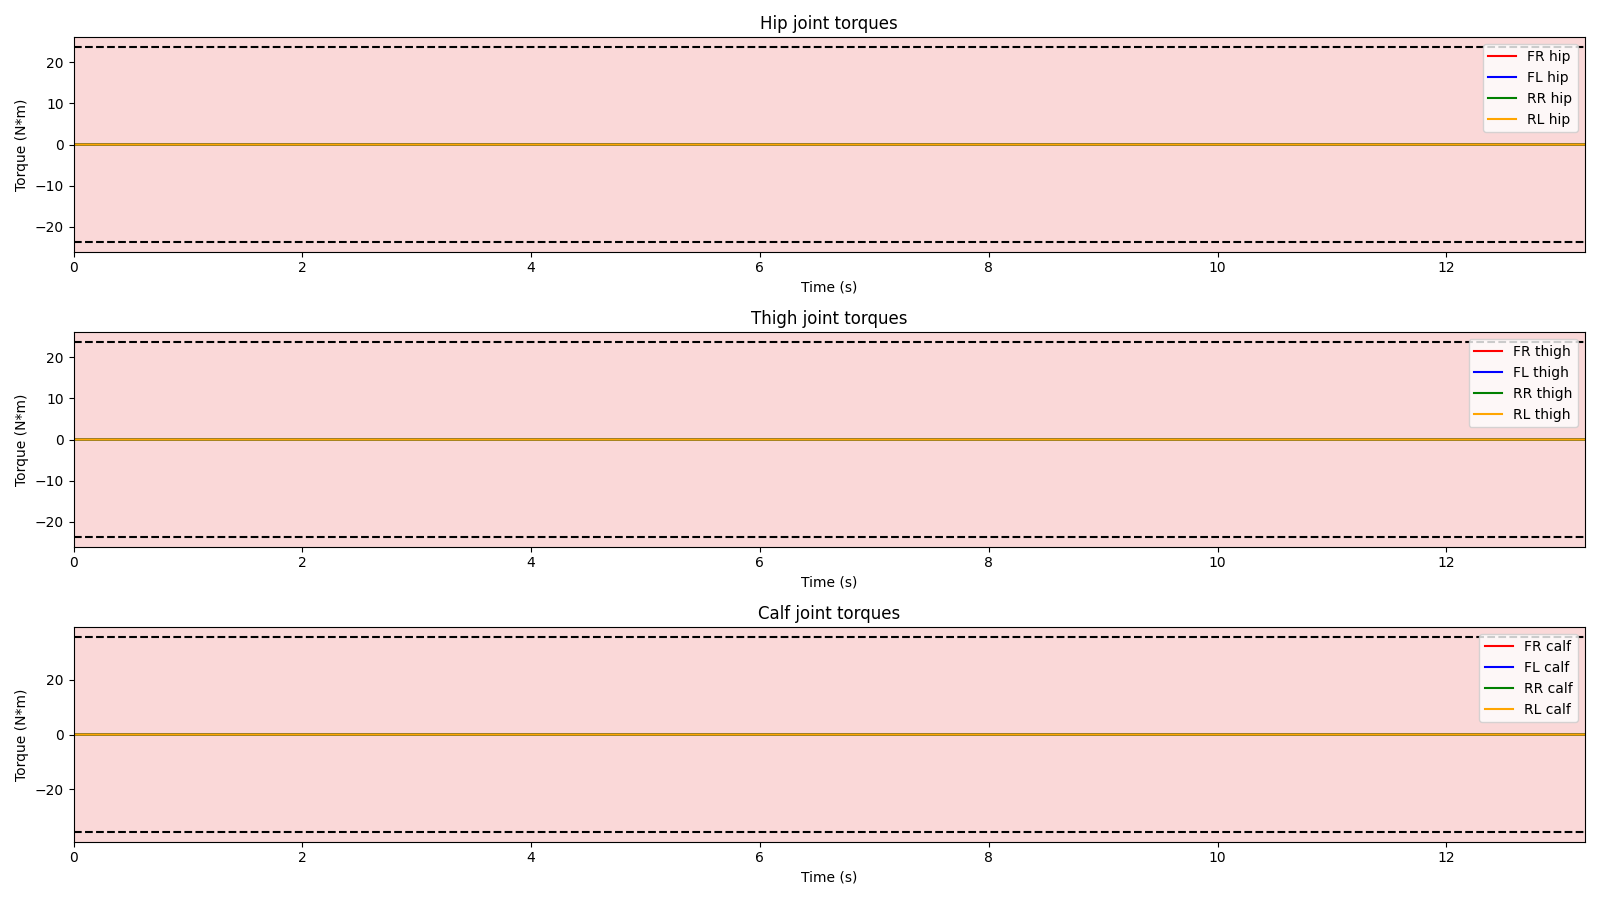 Hip joint torques
Torque (N*m)
20
10
0
−10
−20
FR hip
FL hip
RR hip
RL hip
0 2 4 6 8 10 12
Time (s)
Thigh joint torques
Torque (N*m)
20
10
0
−10
−20
FR thigh
FL thigh
RR thigh
RL thigh
0 2 4 6 8 10 12
Time (s)
Calf joint torques
Torque (N*m)
20
0
−20
FR calf
FL calf
RR calf
RL calf
0 2 4 6 8 10 12
Time (s)